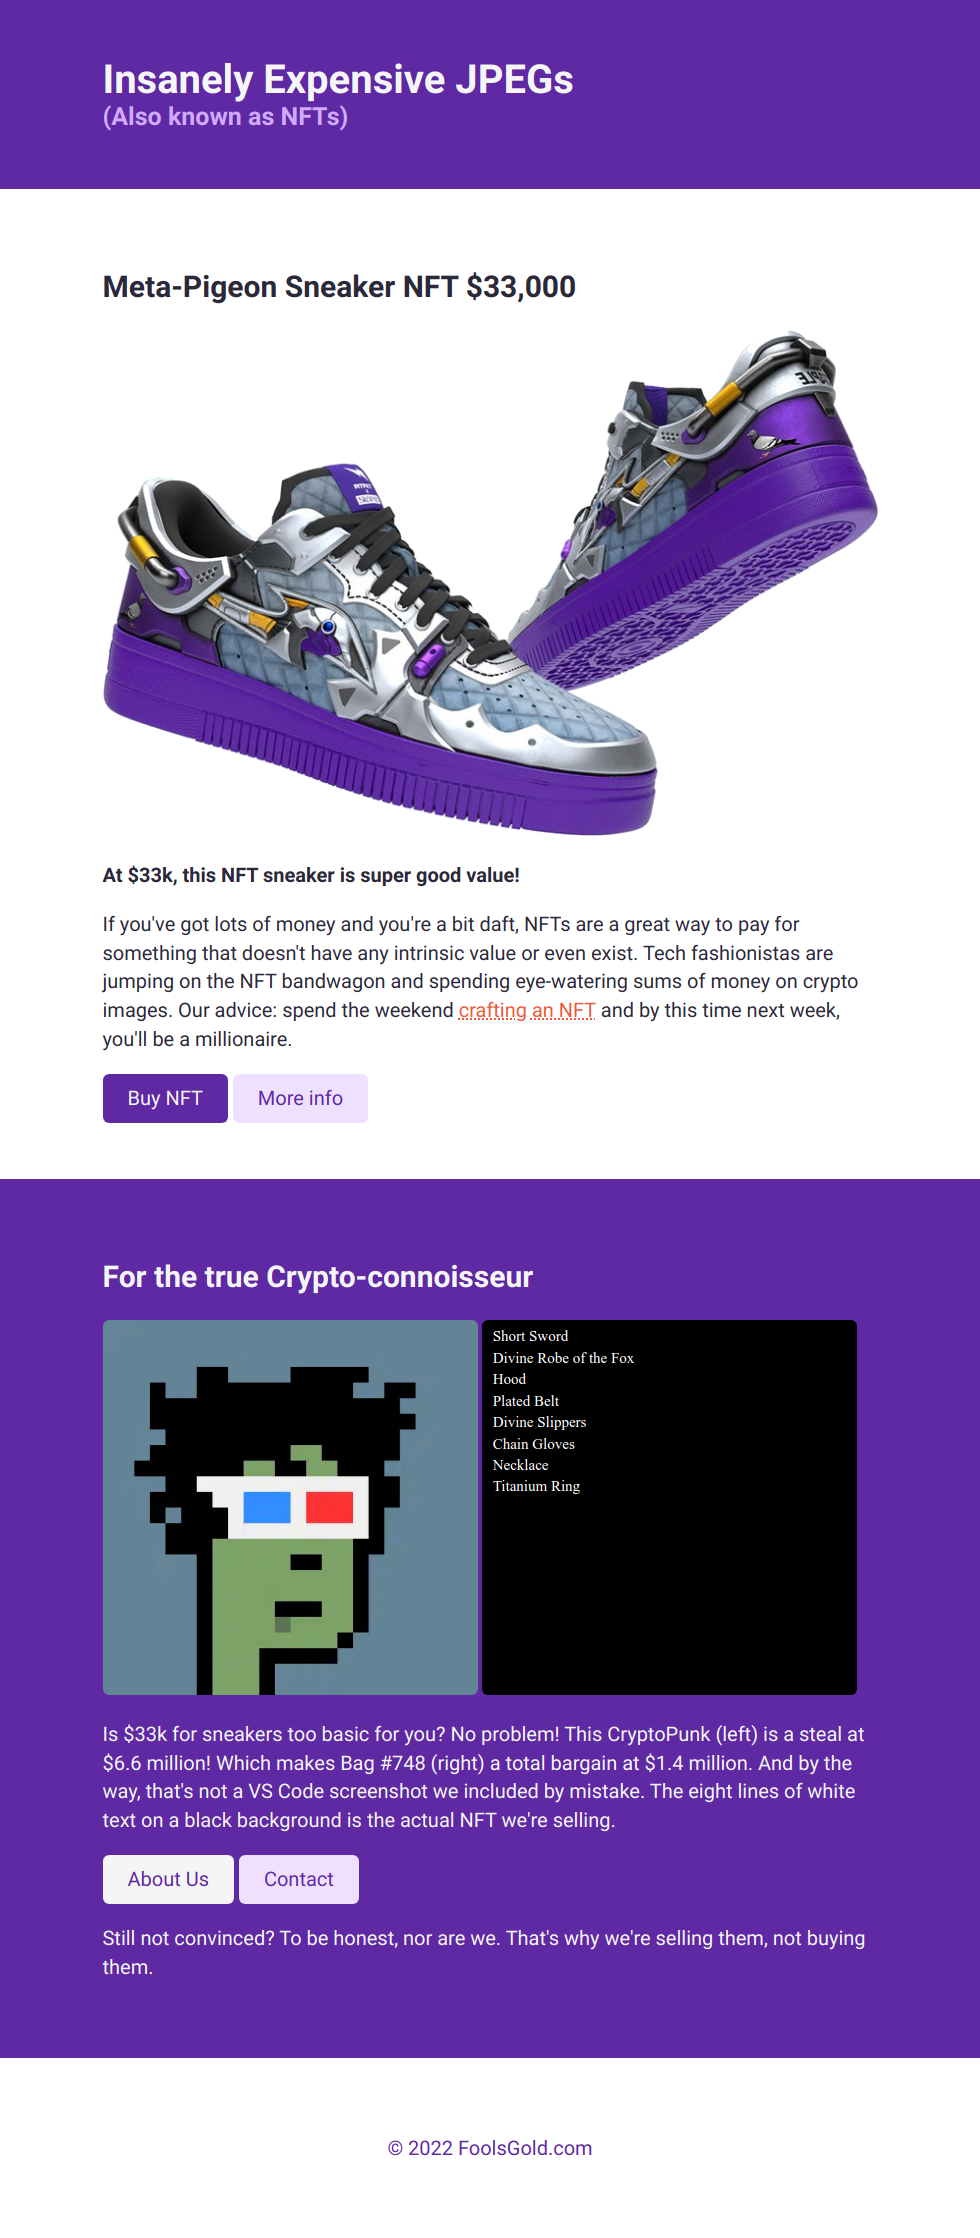 Insanely Expensive JPEGs
(Also known as NFTs)
Meta-Pigeon Sneaker NFT $33,000
At $33k, this NFT sneaker is super good value!
If you've got lots of money and you're a bit daft, NFTs are a great way to pay for
something that doesn't have any intrinsic value or even exist. Tech fashionistas are
jumping on the NFT bandwagon and spending eye-watering sums of money on crypto
images. Our advice: spend the weekend crafting an NFT and by this time next week,
you'll be a millionaire.
Buy NFT More info
For the true Crypto-connoisseur
Short Sword
Divine Robe of the Fox
Hood
Plated Belt
Divine Slippers
Chain Gloves
Necklace
Titanium Ring
Is $33k for sneakers too basic for you? No problem! This CryptoPunk (left) is a steal at
$6.6 million! Which makes Bag #748 (right) a total bargain at $1.4 million. And by the
way, that's not a VS Code screenshot we included by mistake. The eight lines of white
text on a black background is the actual NFT we're selling.
About Us Contact
Still not convinced? To be honest, nor are we. That's why we're selling them, not buying
them.
© 2022 FoolsGold.com